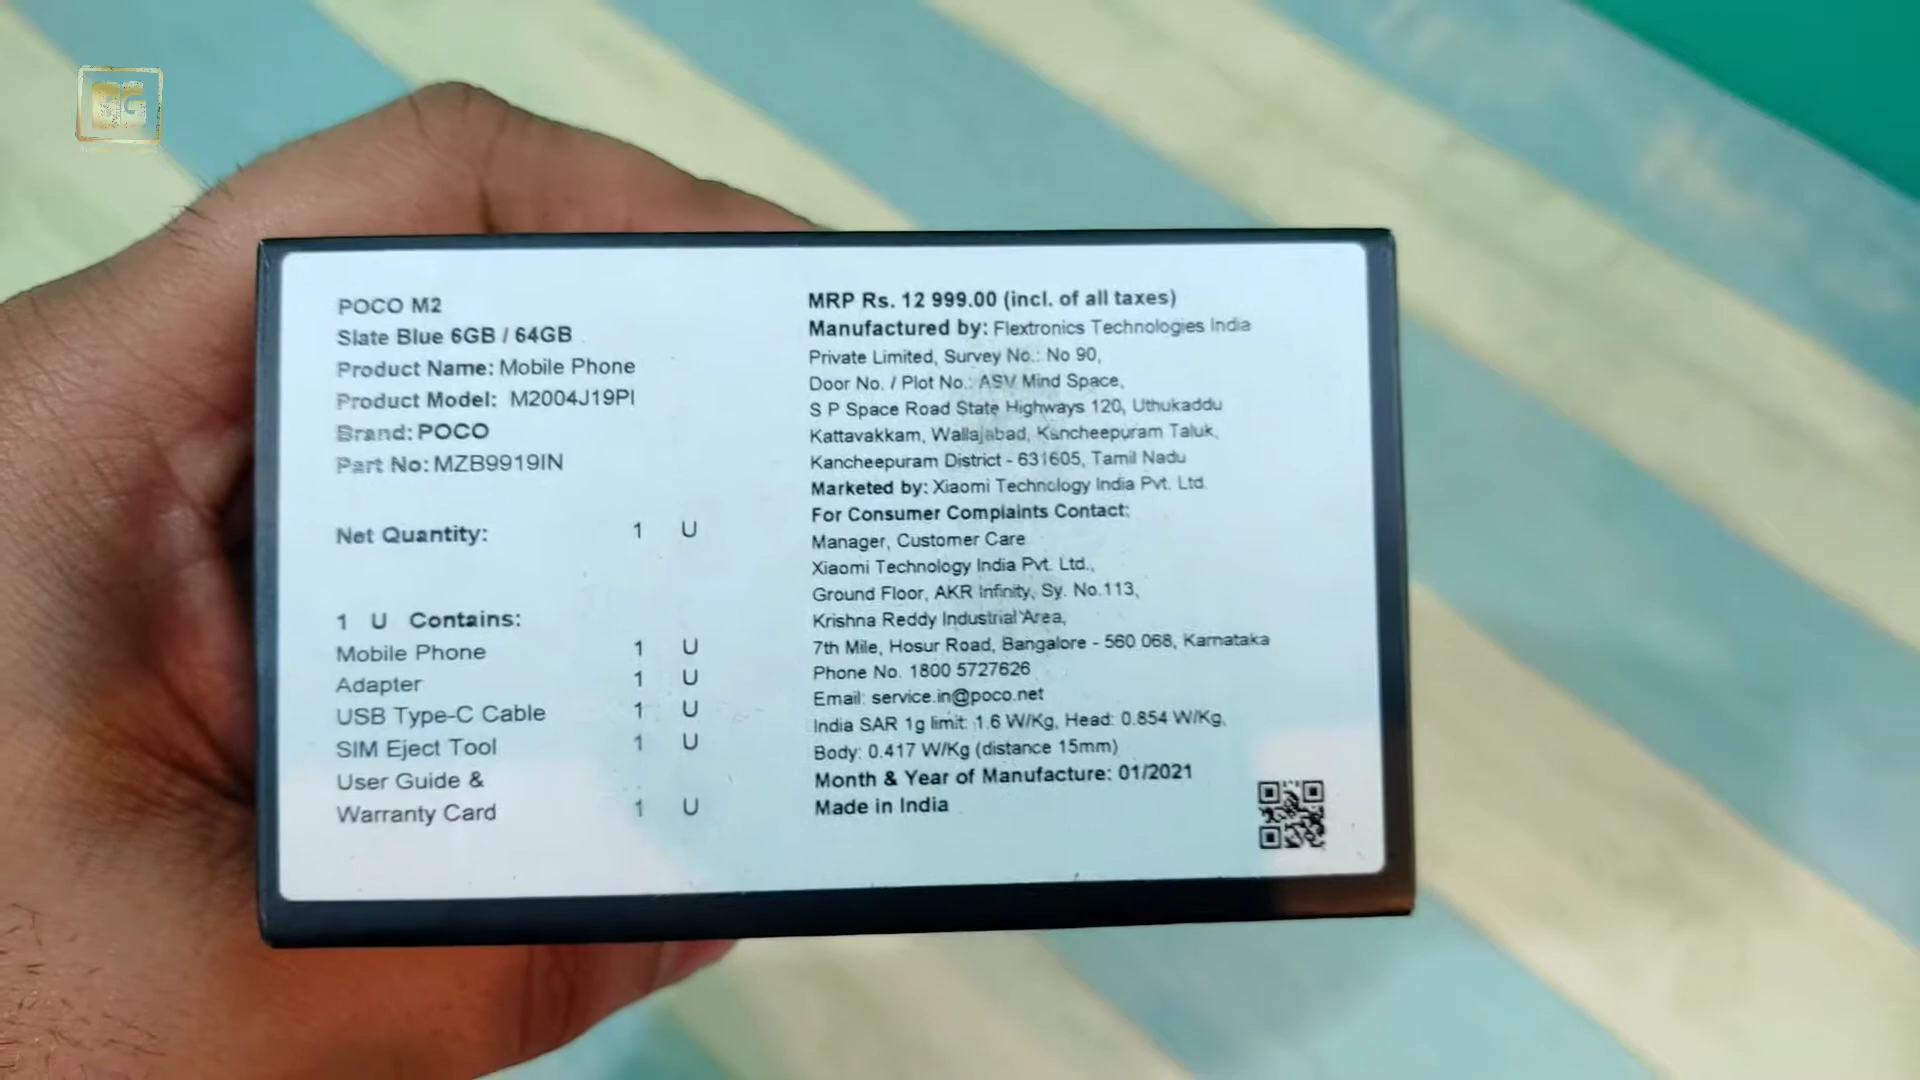 POCO M2
Slate Blue 6GB / 64GB
Product Name: Mobile Phone
Product Model: M2004J19PI
Brand: POCO
Part No: MZB9919IN
Net Quantity: 1 U
1 U Contains:
Mobile Phone 1 U
Adapter 1 U
USB Type-C Cable 1 U
SIM Eject Tool 1 U
User Guide &
Warranty Card 1 U
MRP Rs. 12 999.00 (incl. of all taxes)
Manufactured by: Flextronics Technologies India
Private Limited, Survey No.: No 90,
Door No. / Plot No.: ASV Mind Space,
S P Space Road State Highways 120, Uthukaddu
Kattavakkam, Wallajabad, Kancheepuram Taluk,
Kancheepuram District - 631605, Tamil Nadu
Marketed by: Xiaomi Technology India Pvt. Ltd.
For Consumer Complaints Contact:
Manager, Customer Care
Xiaomi Technology India Pvt. Ltd.,
Ground Floor, AKR Infinity, Sy. No.113,
Krishna Reddy Industrial Area,
7th Mile, Hosur Road, Bangalore - 560 068, Karnataka
Phone No. 1800 5727626
Email: service.in@poco.net
India SAR 1g limit: 1.6 W/Kg, Head: 0.854 W/Kg,
Body: 0.417 W/Kg (distance 15mm)
Month & Year of Manufacture: 01/2021
Made in India